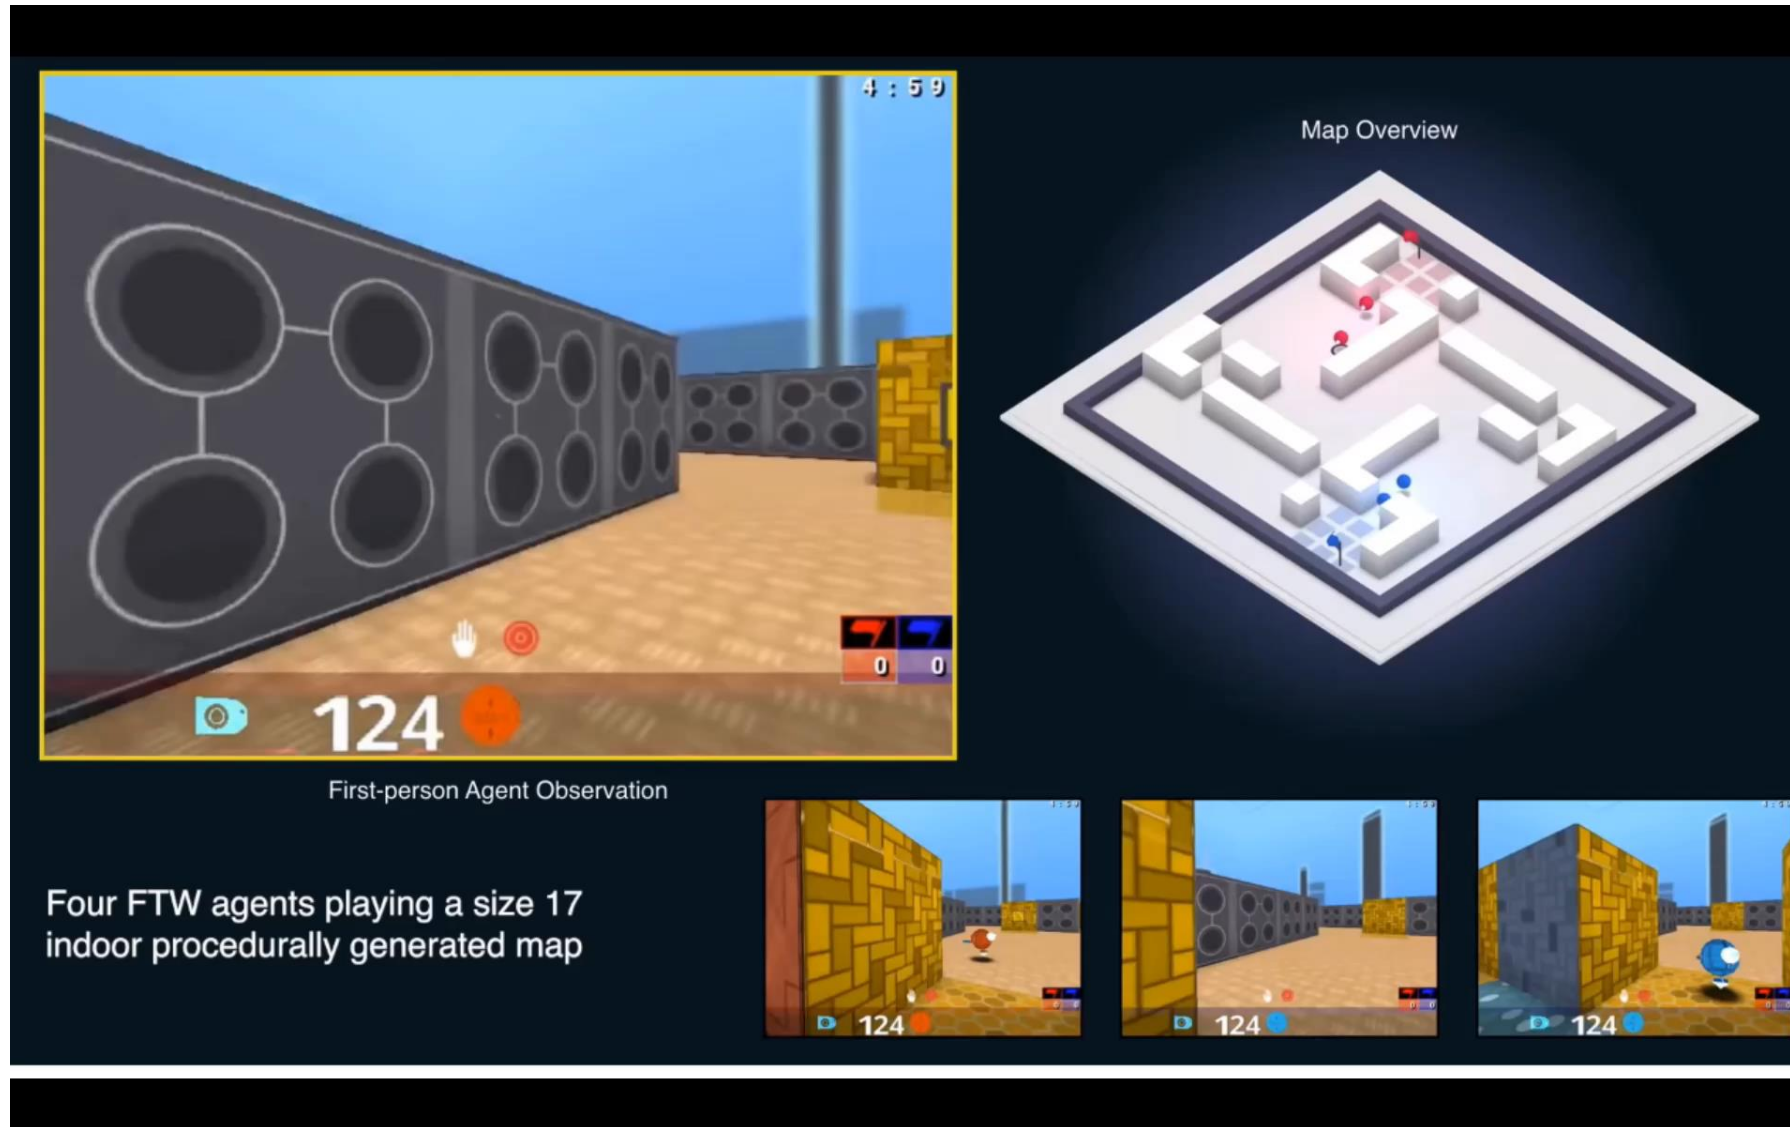 4:59
Map Overview
0 0
124
First-person Agent Observation
Four FTW agents playing a size 17
indoor procedurally generated map
124
124
124